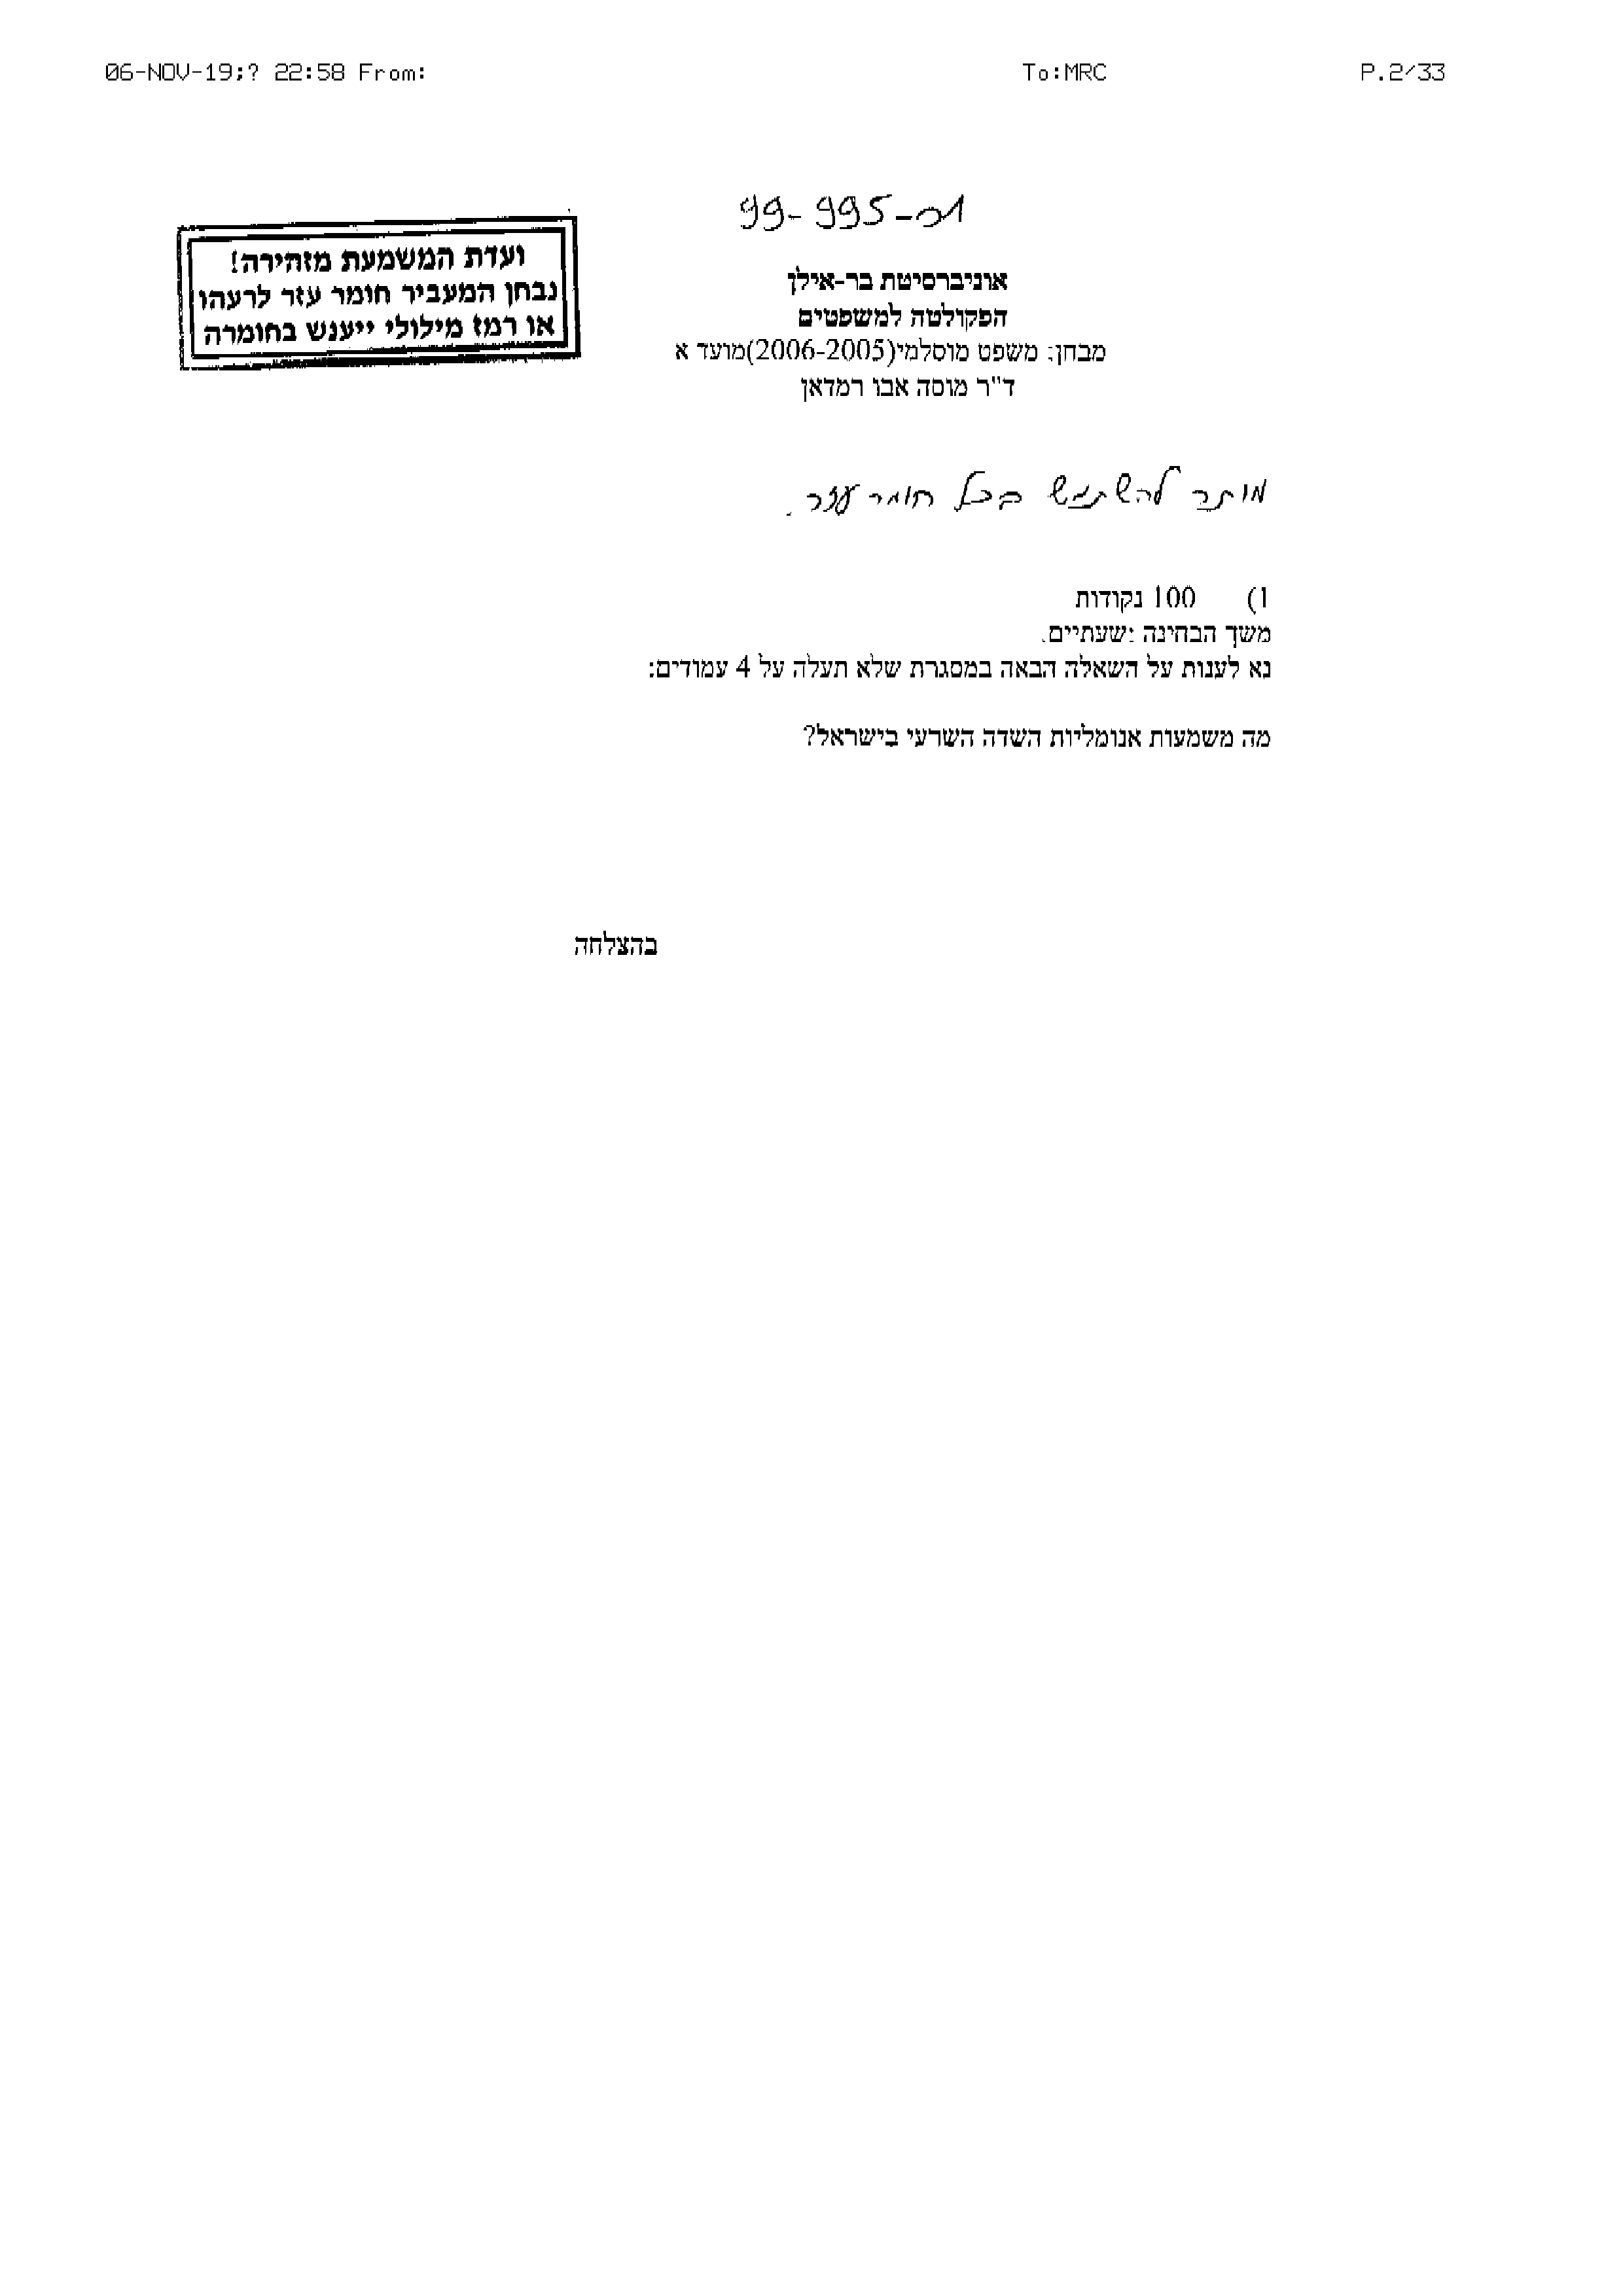 06-NOV-19;? 22:58 From: To:MRC P.2/33
99-995-01
ועדת המשמעת מזהירה!
נבחן המעביר חומר עזר לרעהו
או רמז מילולי ייענש בחומרה
אוניברסיטת בר-אילן
הפקולטה למשפטים
מבחן: משפט מוסלמי(2006-2005)מועד א
ד"ר מוסה אבו רמדאן
מותר להשתמש בכל חומר עזר.
1) 100 נקודות
משך הבחינה :שעתיים.
נא לענות על השאלה הבאה במסגרת שלא תעלה על 4 עמודים:
מה משמעות אנומליות השדה השרעי בישראל?
בהצלחה